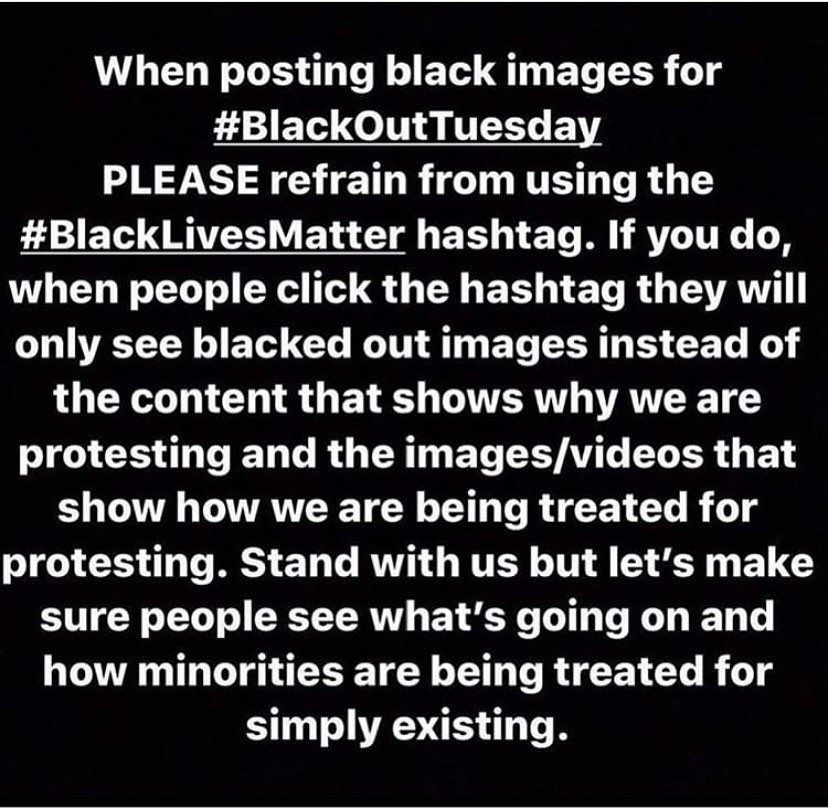 When posting black images for
#BlackOutTuesday
PLEASE refrain from using the
#BlackLivesMatter hashtag. If you do,
when people click the hashtag they will
only see blacked out images instead of
the content that shows why we are
protesting and the images/videos that
show how we are being treated for
protesting. Stand with us but let’s make
sure people see what’s going on and
how minorities are being treated for
simply existing.